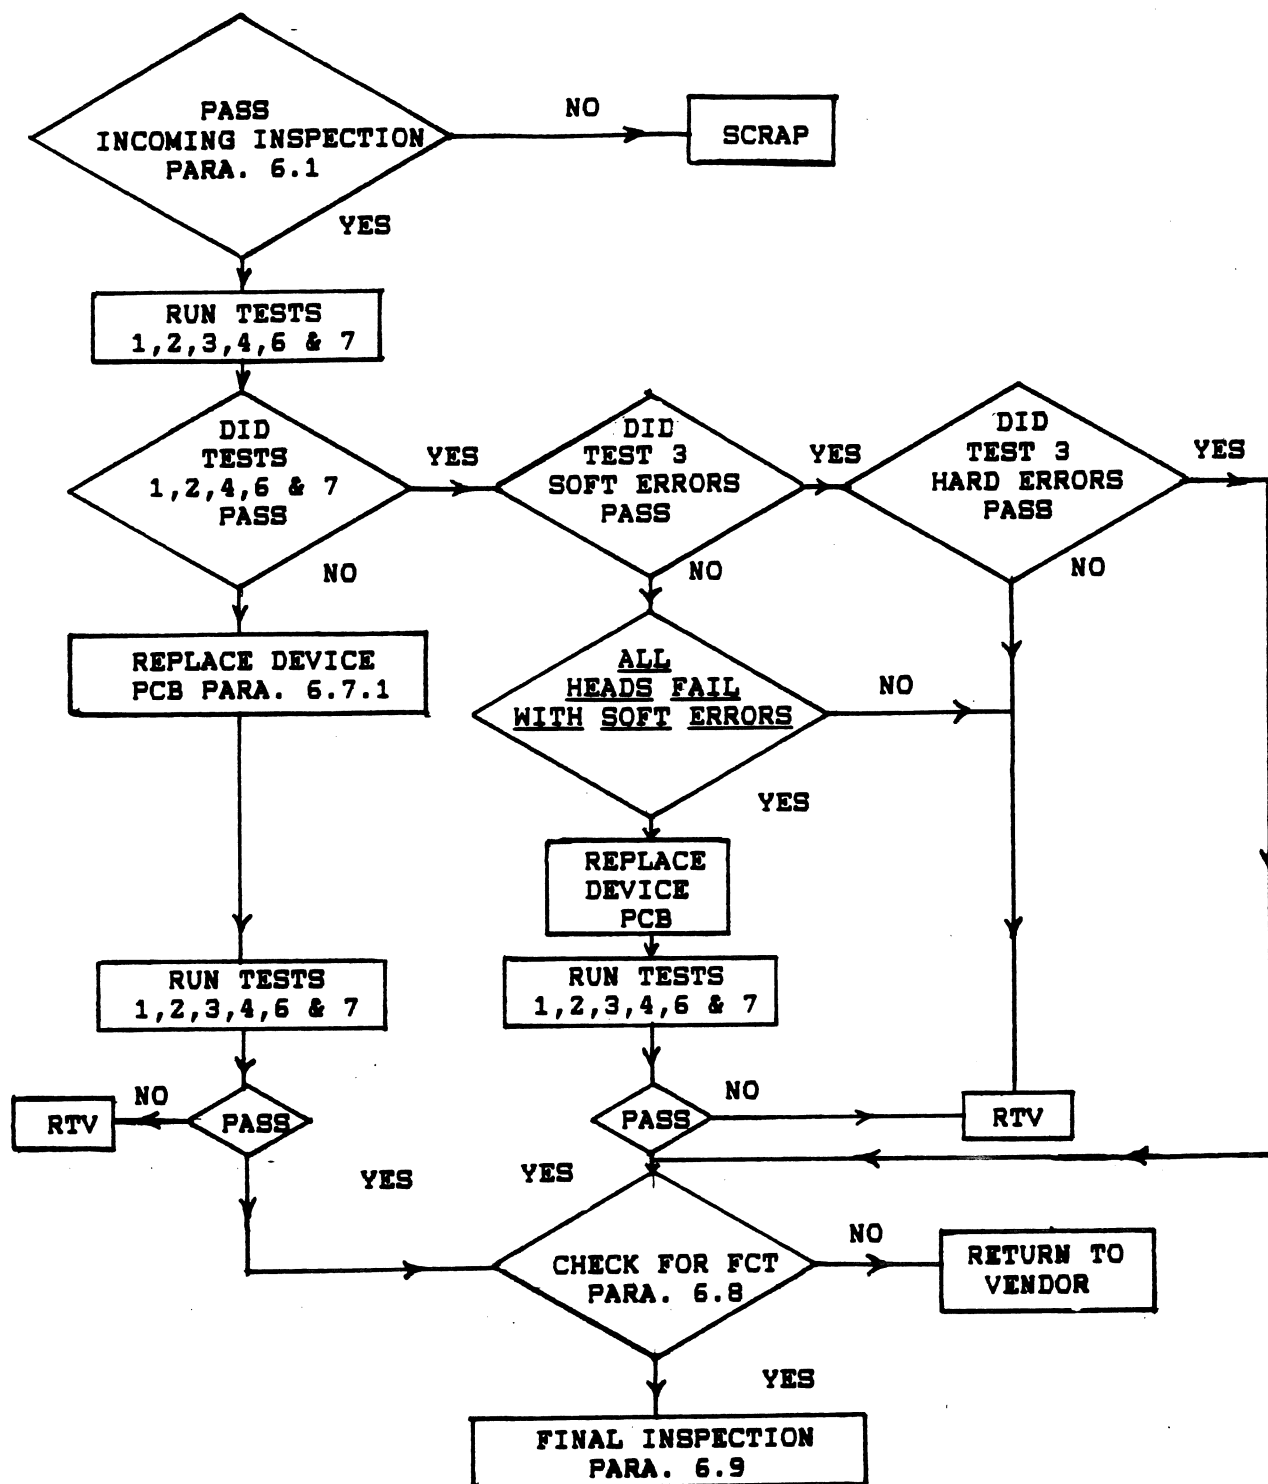 PASS
INCOMING INSPECTION
PARA. 6.1
NO
SCRAP
YES
RUN TESTS
1,2,3,4,6 & 7
DID
TESTS
1,2,4,6 & 7
PASS
YES
DID
TEST 3
SOFT ERRORS
PASS
YES
DID
TEST 3
HARD ERRORS
PASS
YES
NO
NO
NO
REPLACE DEVICE
PCB PARA. 6.7.1
ALL
HEADS FAIL
WITH SOFT ERRORS
NO
YES
REPLACE
DEVICE
PCB
RUN TESTS
1,2,3,4,6 & 7
RUN TESTS
1,2,3,4,6 & 7
RTV
NO
PASS
PASS
NO
RTV
YES
YES
CHECK FOR FCT
PARA. 6.8
NO
RETURN TO
VENDOR
YES
FINAL INSPECTION
PARA. 6.9